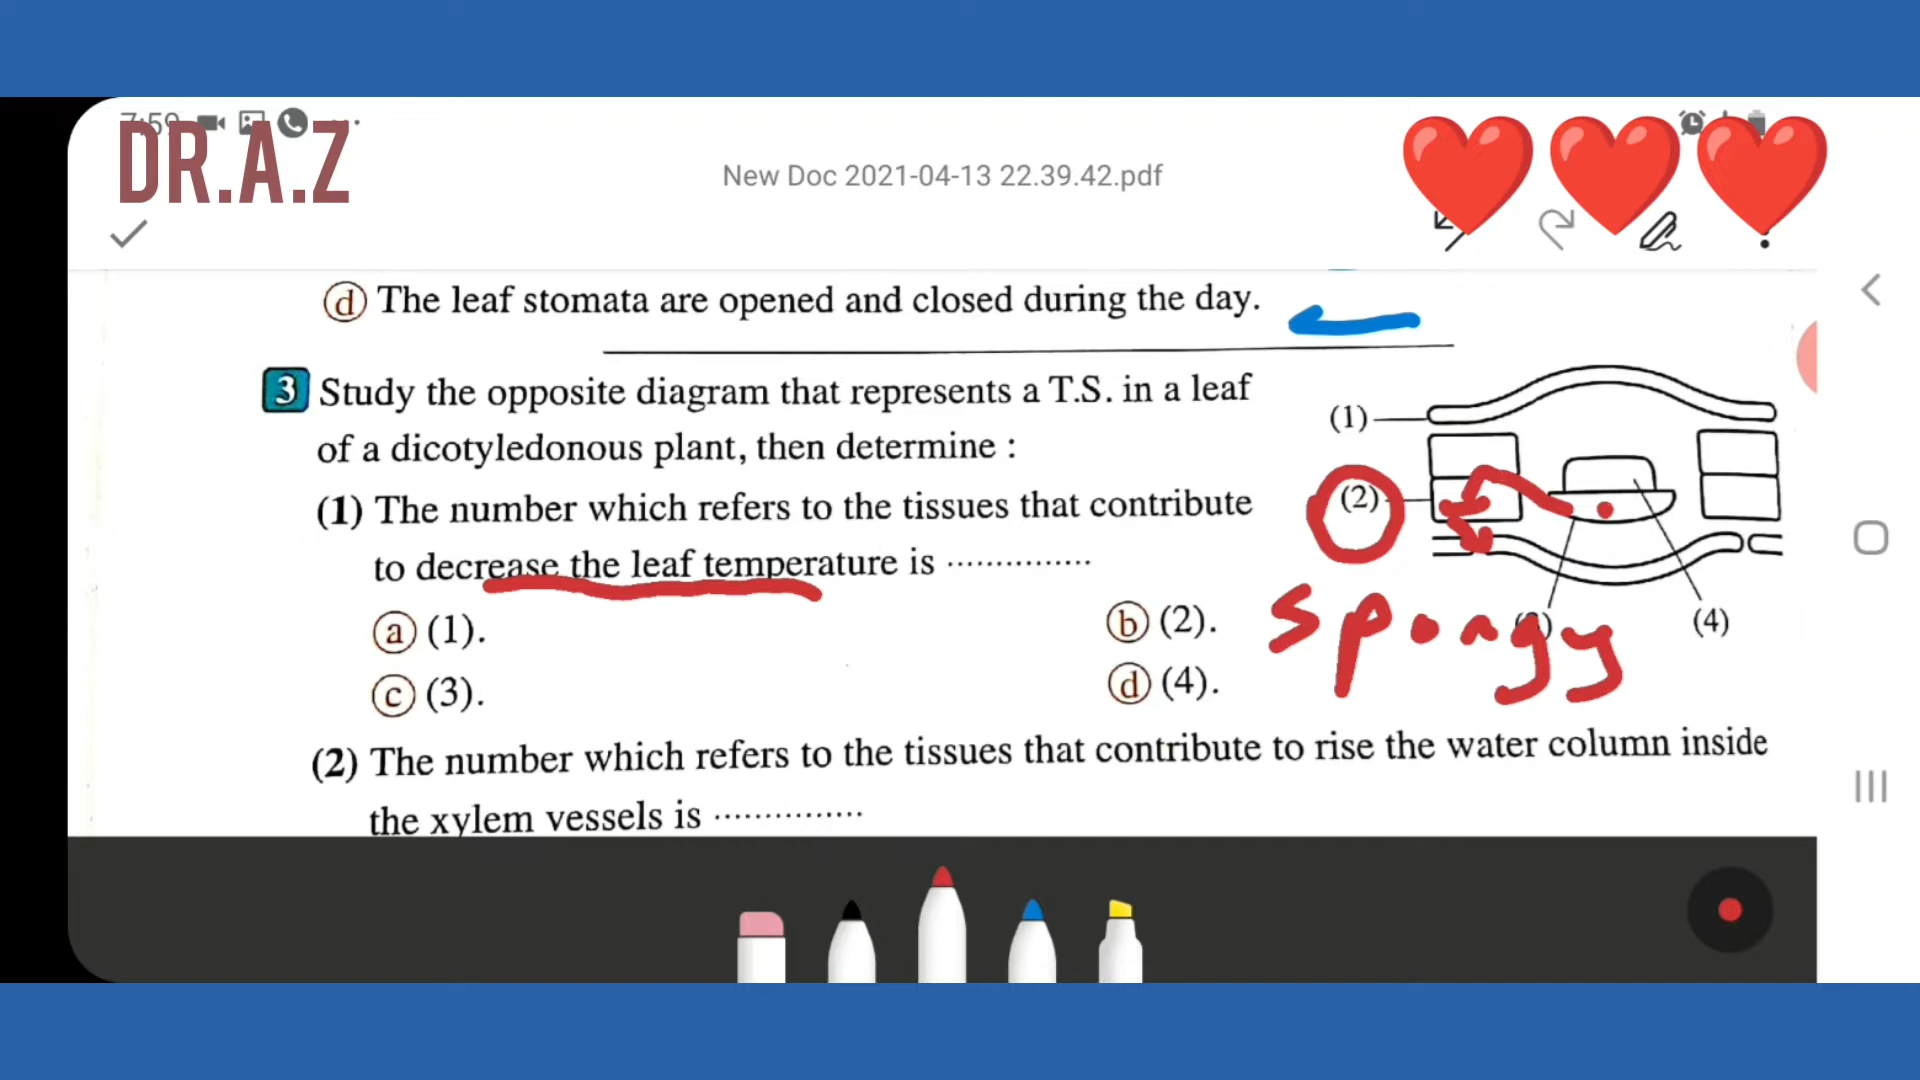 7:59
DR.A.Z
New Doc 2021-04-13 22.39.42.pdf
d The leaf stomata are opened and closed during the day.
3 Study the opposite diagram that represents a T.S. in a leaf
of a dicotyledonous plant, then determine :
(1) The number which refers to the tissues that contribute
to decrease the leaf temperature is ...............
a (1).
b (2).
c (3).
d (4).
(1)
(2)
(4)
spongy
(2) The number which refers to the tissues that contribute to rise the water column inside
the xylem vessels is ...............